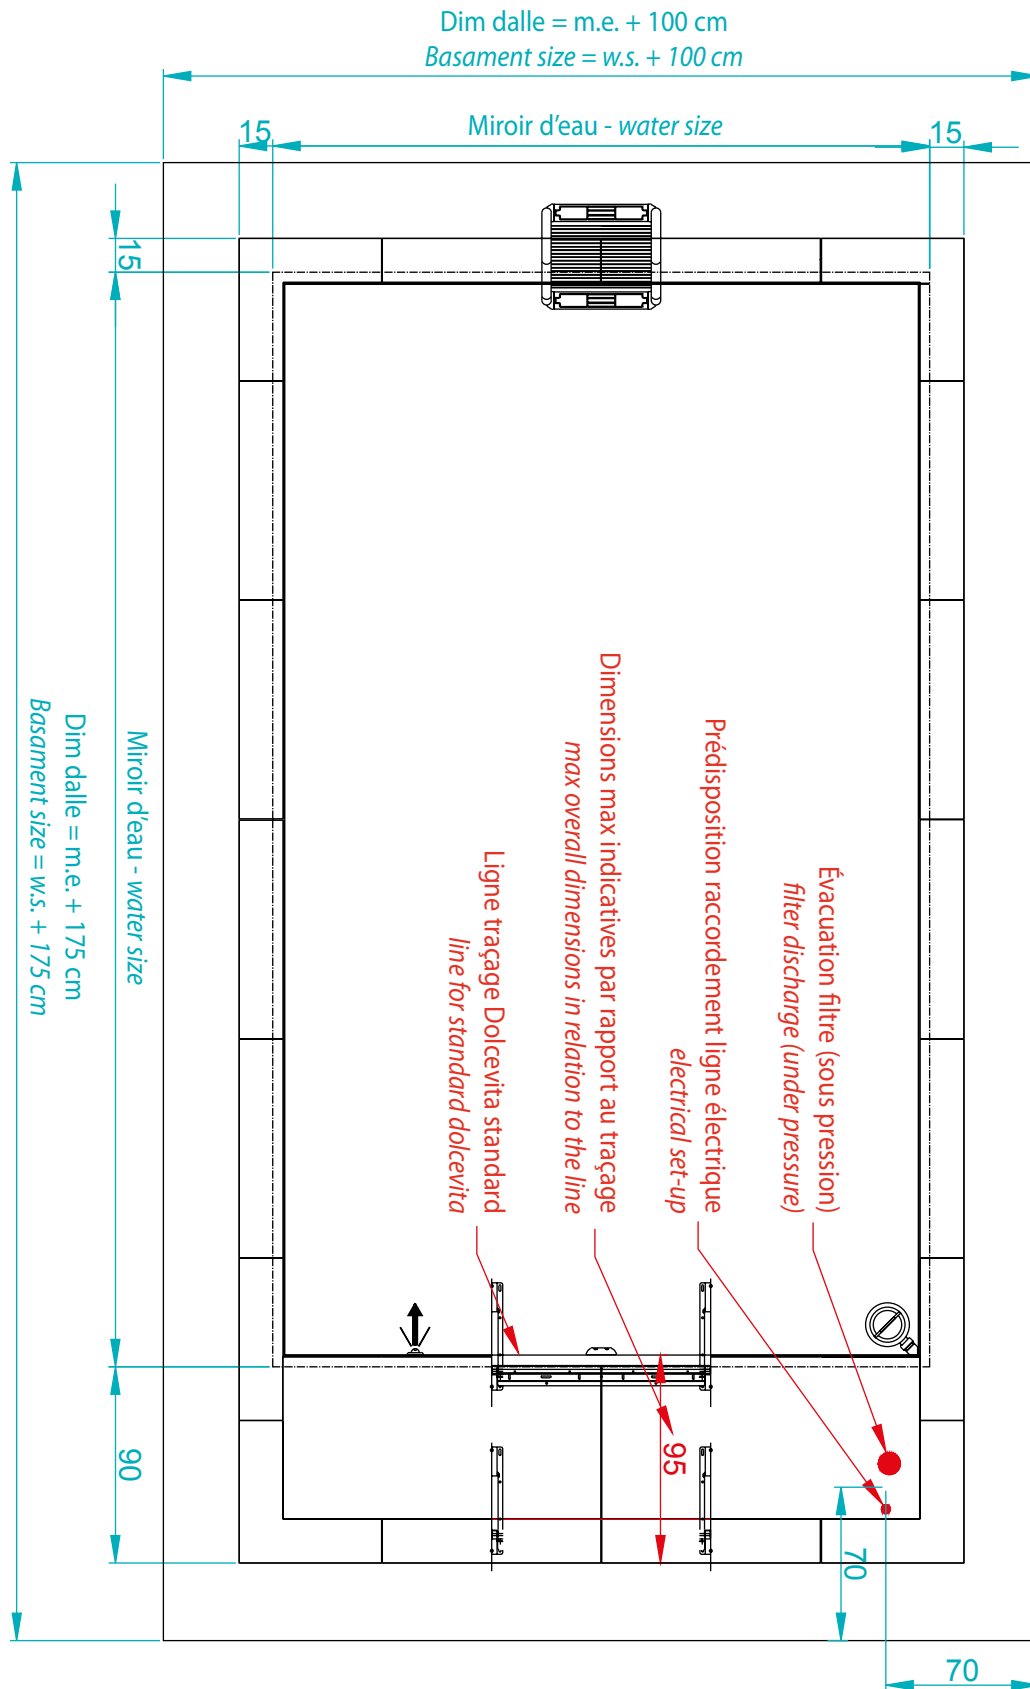 Dim dalle = m.e. + 100 cm
Basament size = w.s. + 100 cm
Miroir d'eau - water size
15
15
15
Évacuation filtre (sous pression)
filter discharge (under pressure)
Prédisposition raccordement ligne électrique
electrical set-up
Dimensions max indicatives par rapport au traçage
max overall dimensions in relation to the line
Ligne traçage Dolcevita standard
line for standard dolcevita
Miroir d'eau - water size
Dim dalle = m.e. + 175 cm
Basament size = w.s. + 175 cm
90
95
70
70